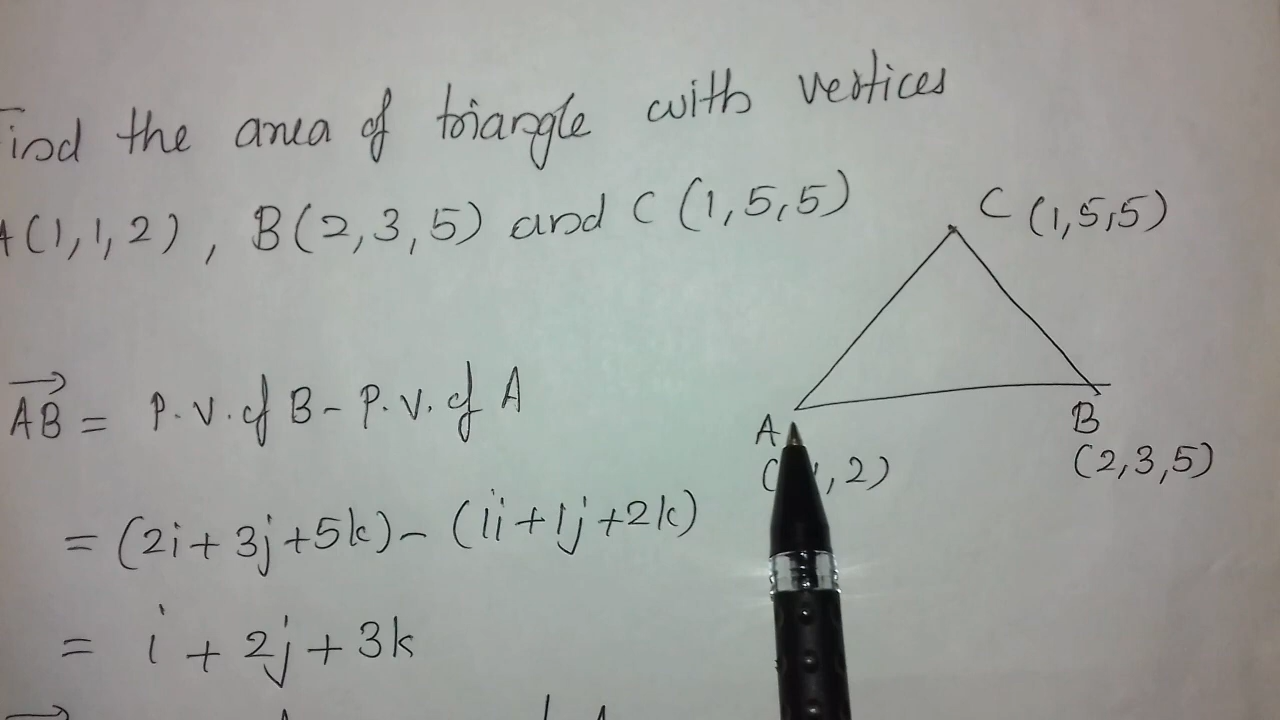 Find the area of triangle with vertices
A(1,1,2), B(2,3,5) and C(1,5,5)
C (1,5,5)
AB = P.V. of B - P.V. of A
A
B
,2)
(2,3,5)
= (2i + 3j + 5k) - (1i + 1j + 2k)
= i + 2j + 3k